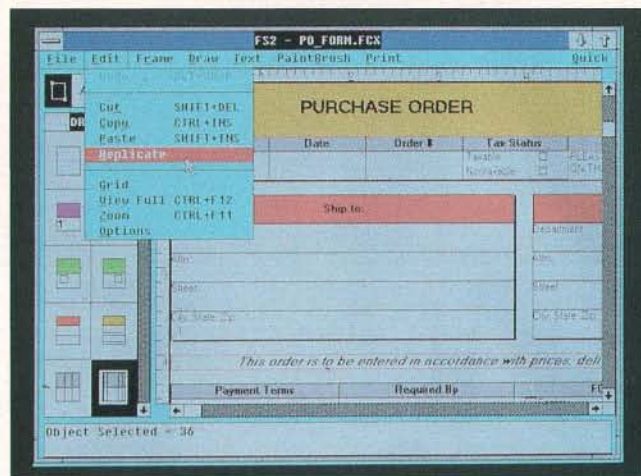 FS2 - PO_FORM.FCX
File Edit Frame Draw Text PaintBrush Print Quick
Cut SHIFT+DEL
Copy CTRL+INS
Paste SHIFT+INS
Replicate
Grid
View Full CTRL+F12
Zoom CTRL+F11
Options
PURCHASE ORDER
Date Order # Tax Status
Taxable
Nontaxable
Ship to:
Department
Attn:
Attn:
Street
Street
City, State, Zip
City, State, Zip
This order is to be entered in accordance with prices, deli
Payment Terms Required By FO
Object Selected = 36